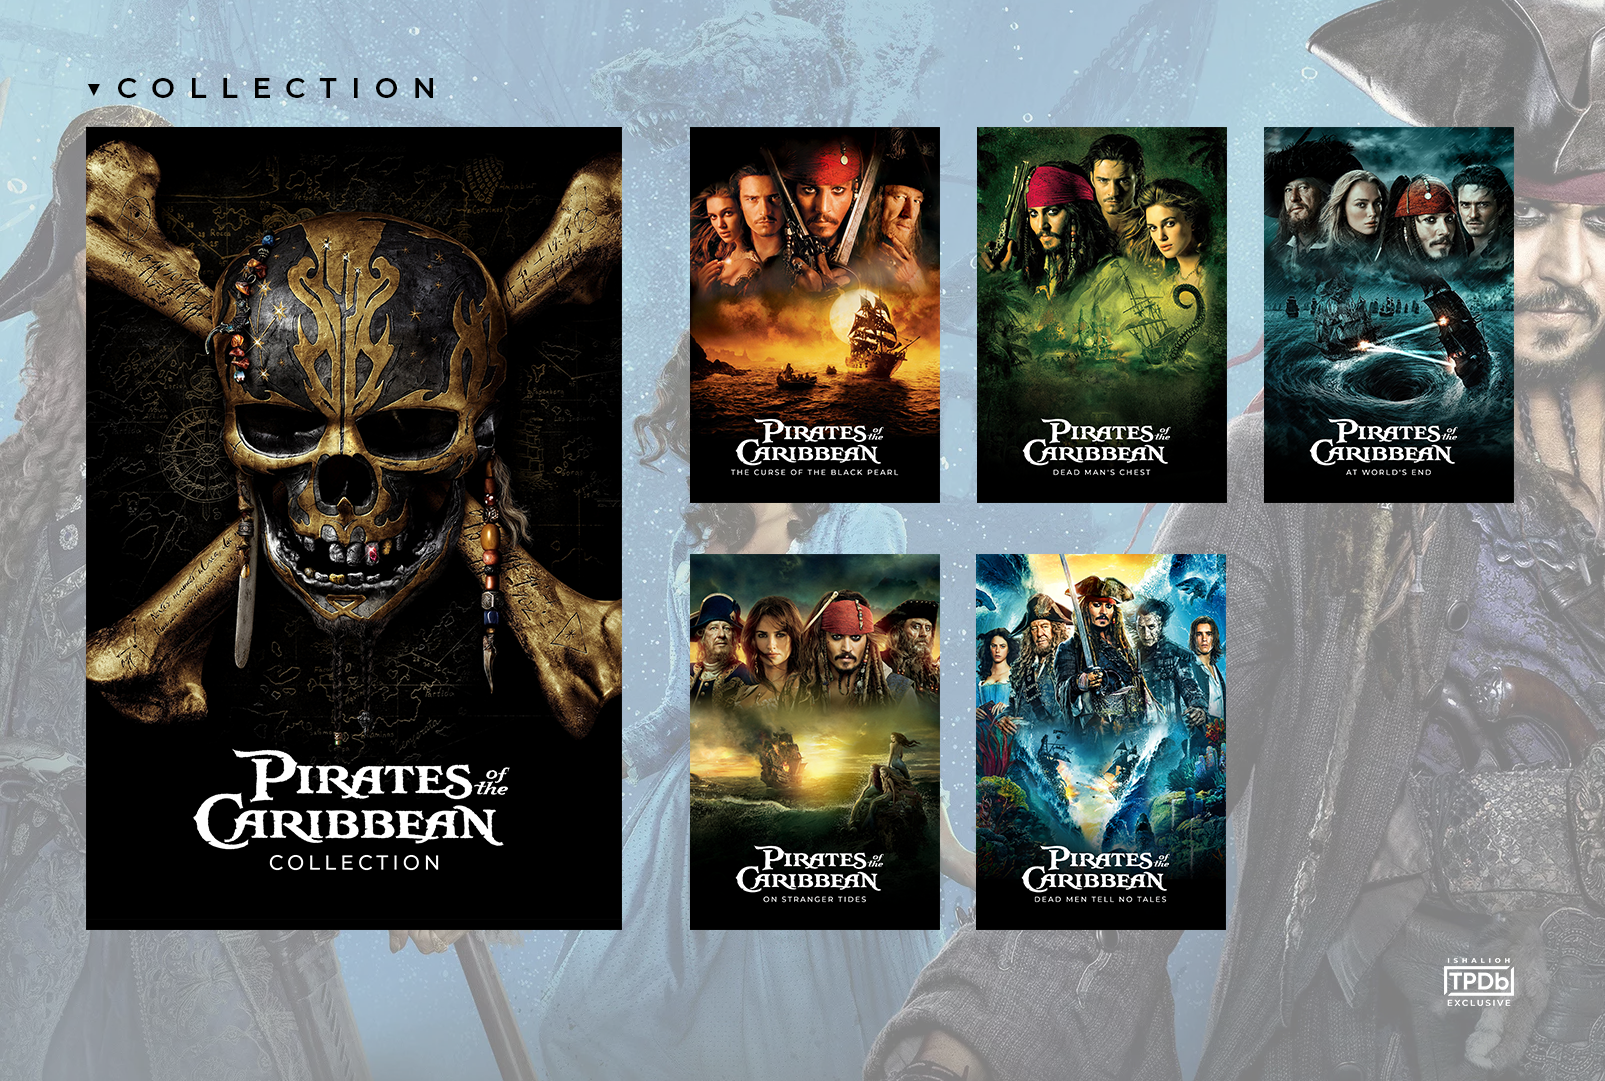 ▼COLLECTION
PIRATES of the
CARIBBEAN
COLLECTION
PIRATES of the
CARIBBEAN
THE CURSE OF THE BLACK PEARL
PIRATES of the
CARIBBEAN
DEAD MAN'S CHEST
PIRATES of the
CARIBBEAN
AT WORLD'S END
PIRATES of the
CARIBBEAN
ON STRANGER TIDES
PIRATES of the
CARIBBEAN
DEAD MEN TELL NO TALES
ISHALIOH
TPDb
EXCLUSIVE